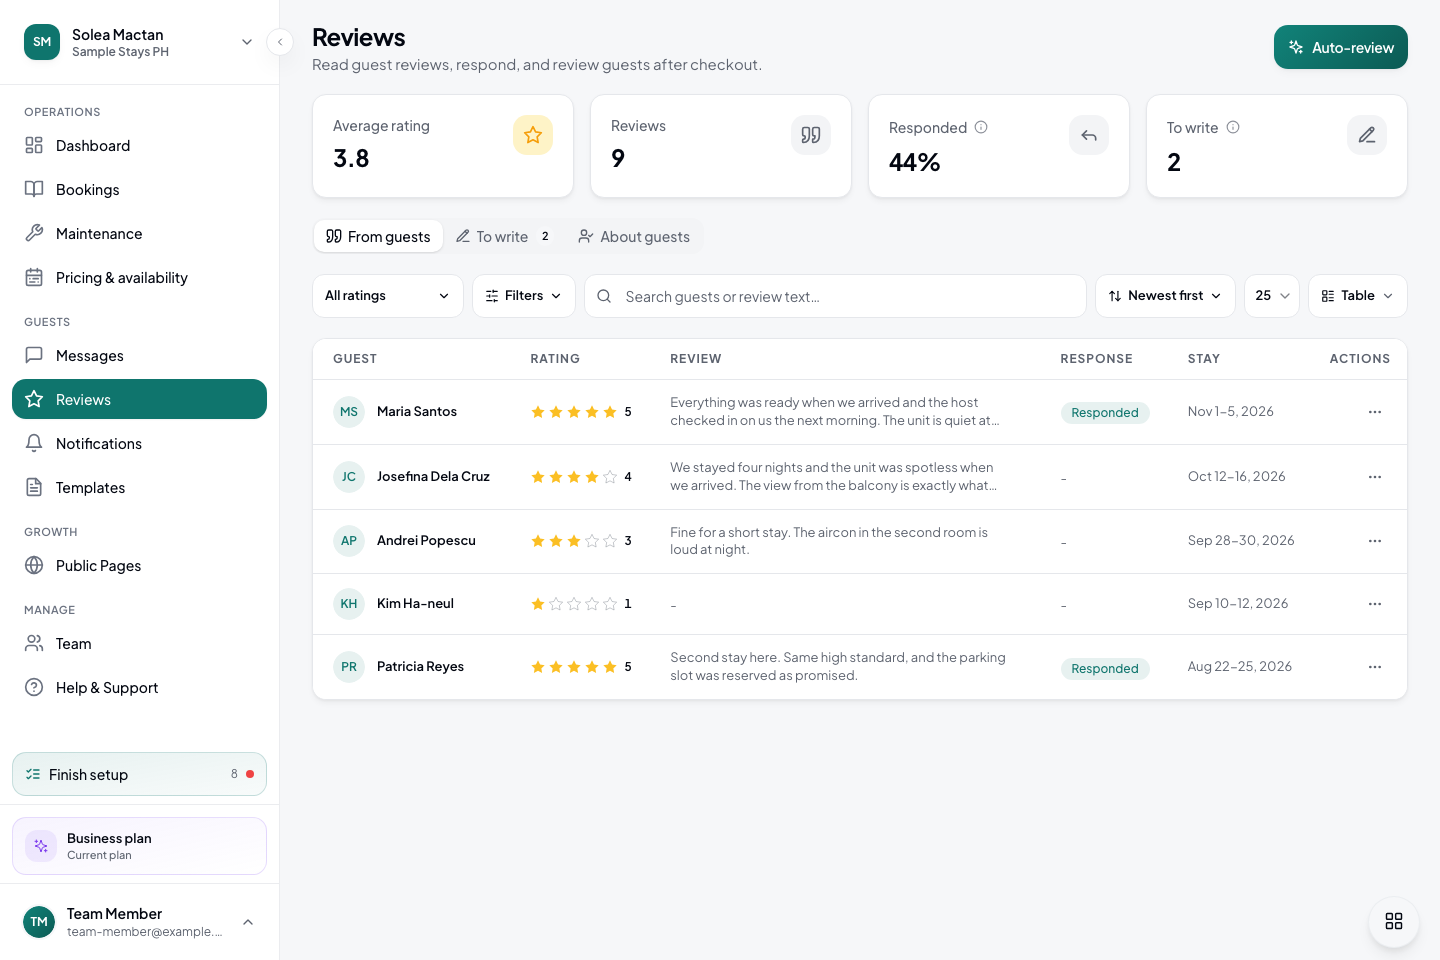 SM
Solea Mactan
Sample Stays PH
OPERATIONS
Dashboard
Bookings
Maintenance
Pricing & availability
GUESTS
Messages
Reviews
Notifications
Templates
GROWTH
Public Pages
MANAGE
Team
Help & Support
Finish setup 8
Business plan
Current plan
TM
Team Member
team-member@example....
Reviews
Read guest reviews, respond, and review guests after checkout.
Auto-review
Average rating
3.8
Reviews
9
Responded
44%
To write
2
From guests To write 2 About guests
All ratings Filters Search guests or review text... Newest first 25 Table
GUEST RATING REVIEW RESPONSE STAY ACTIONS
MS Maria Santos 5 Everything was ready when we arrived and the host
checked in on us the next morning. The unit is quiet at... Responded Nov 1–5, 2026
JC Josefina Dela Cruz 4 We stayed four nights and the unit was spotless when
we arrived. The view from the balcony is exactly what... - Oct 12–16, 2026
AP Andrei Popescu 3 Fine for a short stay. The aircon in the second room is
loud at night. - Sep 28–30, 2026
KH Kim Ha-neul 1 - - Sep 10–12, 2026
PR Patricia Reyes 5 Second stay here. Same high standard, and the parking
slot was reserved as promised. Responded Aug 22–25, 2026